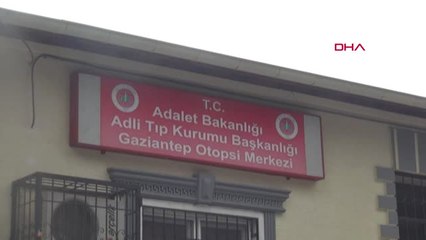 DHA
T.C.
Adalet Bakanlığı
Adli Tıp Kurumu Başkanlığı
Gaziantep Otopsi Merkezi